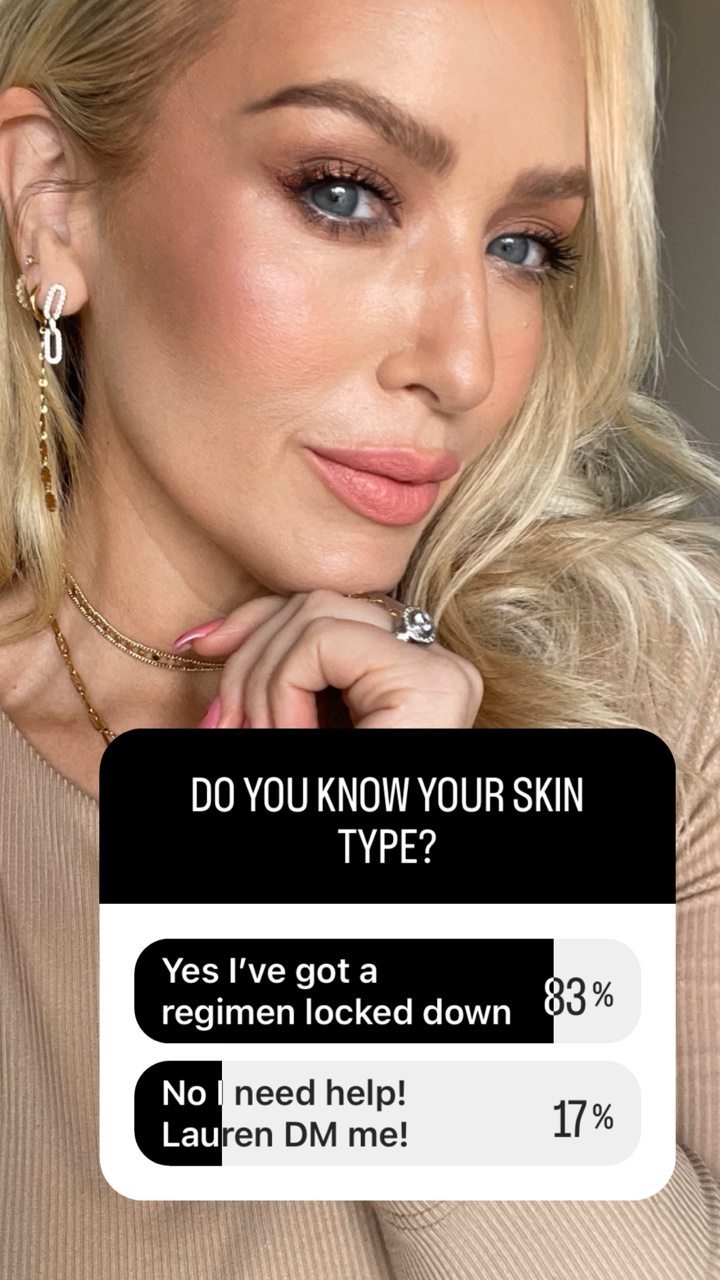 DO YOU KNOW YOUR SKIN
TYPE?
Yes I’ve got a
regimen locked down
83%
No I need help!
Lauren DM me!
17%